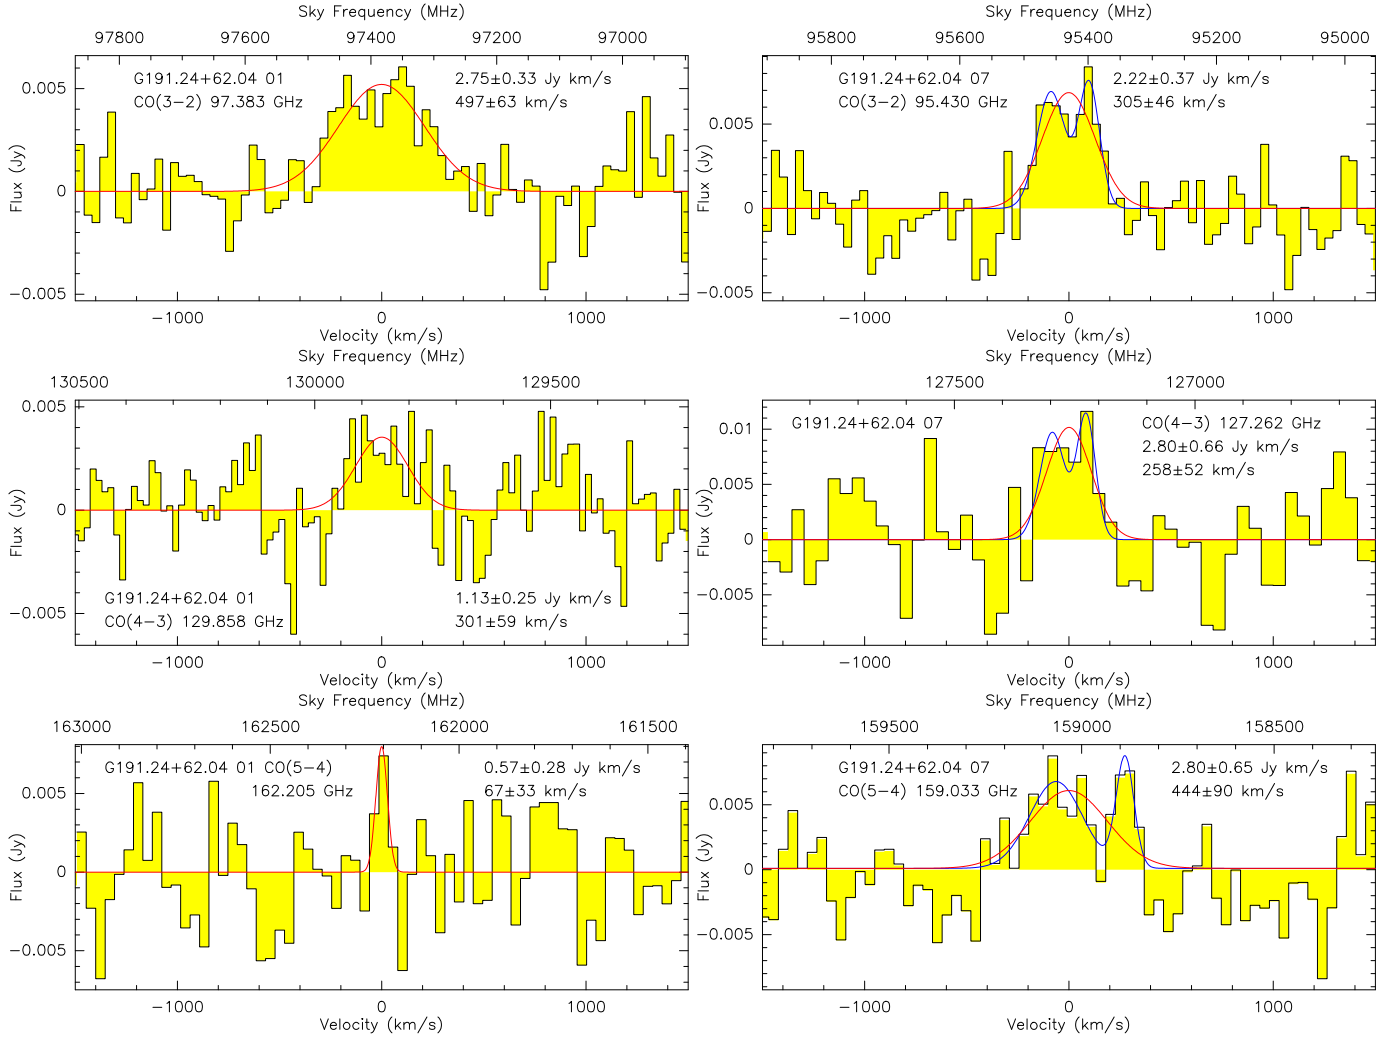 Sky Frequency (MHz)
97800 97600 97400 97200 97000
G191.24+62.04 01
CO(3−2) 97.383 GHz
2.75±0.33 Jy km/s
497±63 km/s
Flux (Jy)
0.005
0
−0.005
−1000 0 1000
Velocity (km/s)
Sky Frequency (MHz)
95800 95600 95400 95200 95000
G191.24+62.04 07
CO(3−2) 95.430 GHz
2.22±0.37 Jy km/s
305±46 km/s
Flux (Jy)
0.005
0
−0.005
−1000 0 1000
Velocity (km/s)
Sky Frequency (MHz)
130500 130000 129500
Flux (Jy)
0.005
0
−0.005
G191.24+62.04 01
CO(4−3) 129.858 GHz
1.13±0.25 Jy km/s
301±59 km/s
−1000 0 1000
Velocity (km/s)
Sky Frequency (MHz)
127500 127000
G191.24+62.04 07
CO(4−3) 127.262 GHz
2.80±0.66 Jy km/s
258±52 km/s
Flux (Jy)
0.01
0.005
0
−0.005
−1000 0 1000
Velocity (km/s)
Sky Frequency (MHz)
163000 162500 162000 161500
G191.24+62.04 01 CO(5−4)
162.205 GHz
0.57±0.28 Jy km/s
67±33 km/s
Flux (Jy)
0.005
0
−0.005
−1000 0 1000
Velocity (km/s)
Sky Frequency (MHz)
159500 159000 158500
G191.24+62.04 07
CO(5−4) 159.033 GHz
2.80±0.65 Jy km/s
444±90 km/s
Flux (Jy)
0.005
0
−0.005
−1000 0 1000
Velocity (km/s)